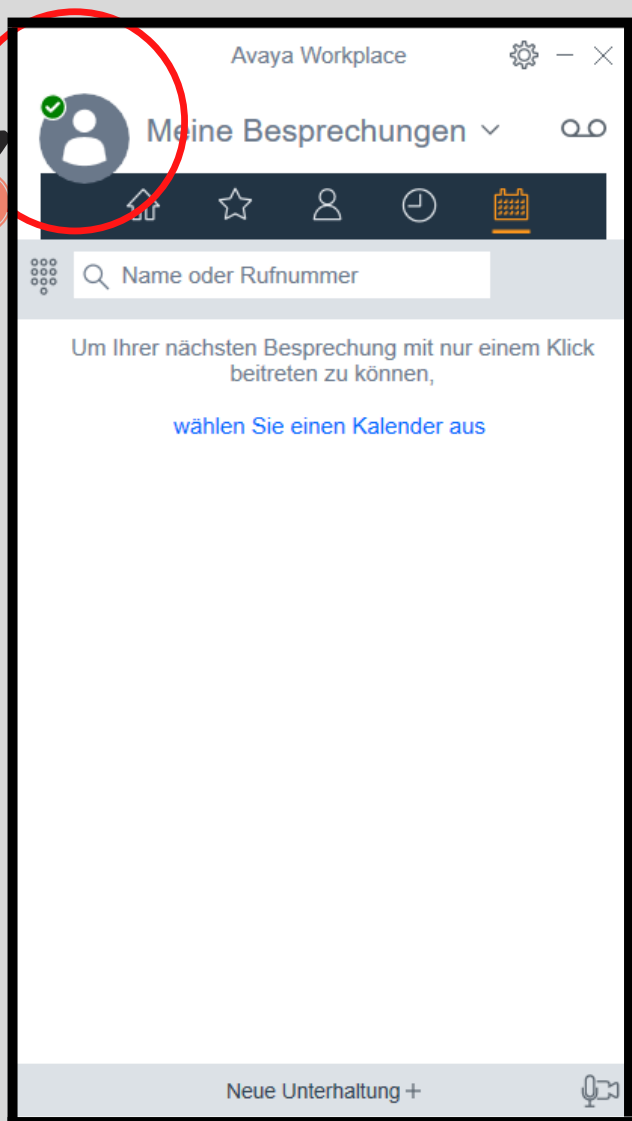 Avaya Workplace
Meine Besprechungen
Name oder Rufnummer
Um Ihrer nächsten Besprechung mit nur einem Klick
beitreten zu können,
wählen Sie einen Kalender aus
Neue Unterhaltung +